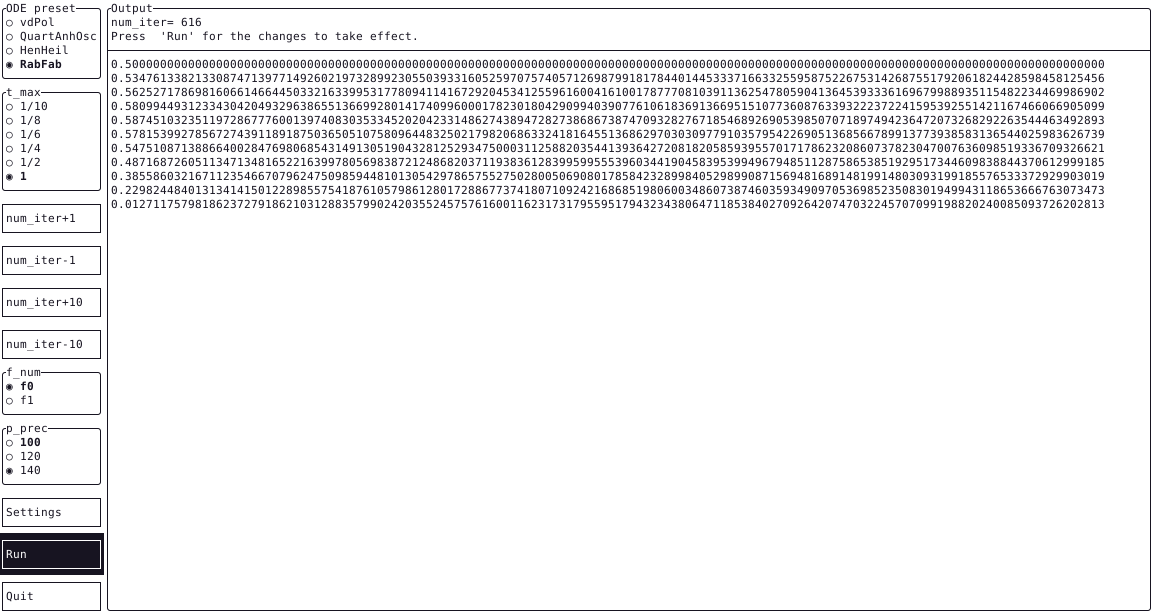 ODE preset
○ vdPol
○ QuartAnhOsc
○ HenHeil
◉ RabFab
t_max
○ 1/10
○ 1/8
○ 1/6
○ 1/4
○ 1/2
◉ 1
num_iter+1
num_iter-1
num_iter+10
num_iter-10
f_num
◉ f0
○ f1
p_prec
○ 100
○ 120
◉ 140
Settings
Run
Quit
Output
num_iter= 616
Press 'Run' for the changes to take effect.
0.50000000000000000000000000000000000000000000000000000000000000000000000000000000000000000000000000000000000000000000000000000000000000000000
0.53476133821330874713977149260219732899230550393316052597075740571269879918178440144533371663325595875226753142687551792061824428598458125456
0.56252717869816066146644503321633995317780941141672920453412559616004161001787770810391136254780590413645393336169679988935115482234469986902
0.58099449312334304204932963865513669928014174099600017823018042909940390776106183691366951510773608763393222372241595392551421167466066905099
0.58745103235119728677760013974083035334520204233148627438947282738686738747093282767185468926905398507071897494236472073268292263544463492893
0.57815399278567274391189187503650510758096448325021798206863324181645513686297030309779103579542269051368566789913773938583136544025983626739
0.54751087138866400284769806854314913051904328125293475000311258820354413936427208182058593955701717862320860737823047007636098519336709326621
0.48716872605113471348165221639978056983872124868203711938361283995995553960344190458395399496794851128758653851929517344609838844370612999185
0.38558603216711235466707962475098595944810130542978657552750280050690801785842328998405298990871569481689148199148030931991855765333729299030​19
0.22982448401313414150122898557541876105798612801728867737418071092421686851980600348607387460359349097053698523508301949943118653666763073473
0.01271175798186237279186210312883579902420355245757616001162317317955951794323438064711853840270926420747032245707099198820240085093726202813